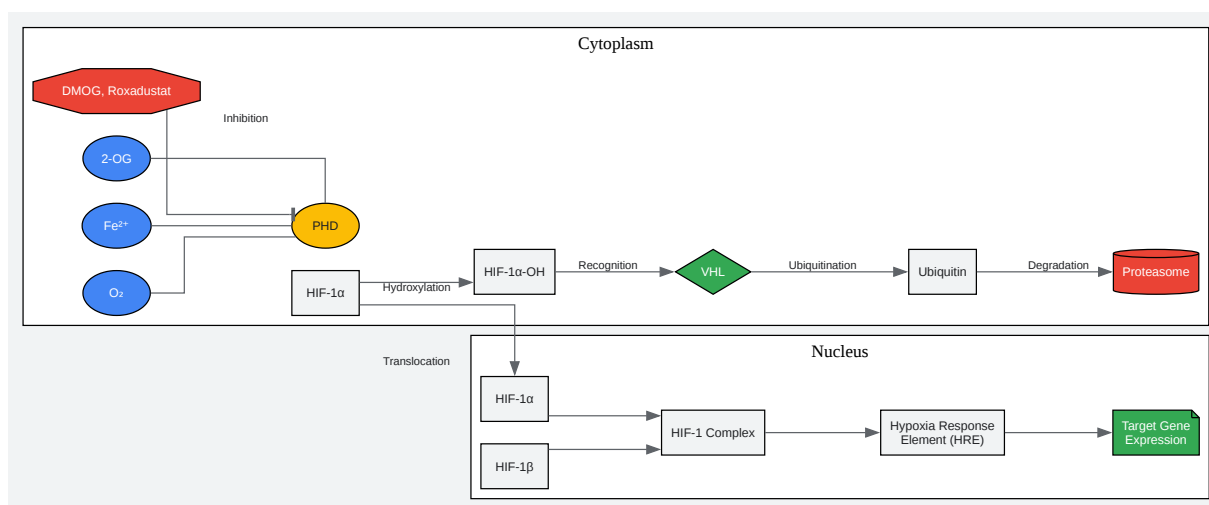 Cytoplasm
DMOG, Roxadustat
Inhibition
2-OG
Fe²⁺
PHD
O₂
HIF-1α
Hydroxylation
HIF-1α-OH
Recognition
VHL
Ubiquitination
Ubiquitin
Degradation
Proteasome
Translocation
Nucleus
HIF-1α
HIF-1β
HIF-1 Complex
Hypoxia Response
Element (HRE)
Target Gene
Expression